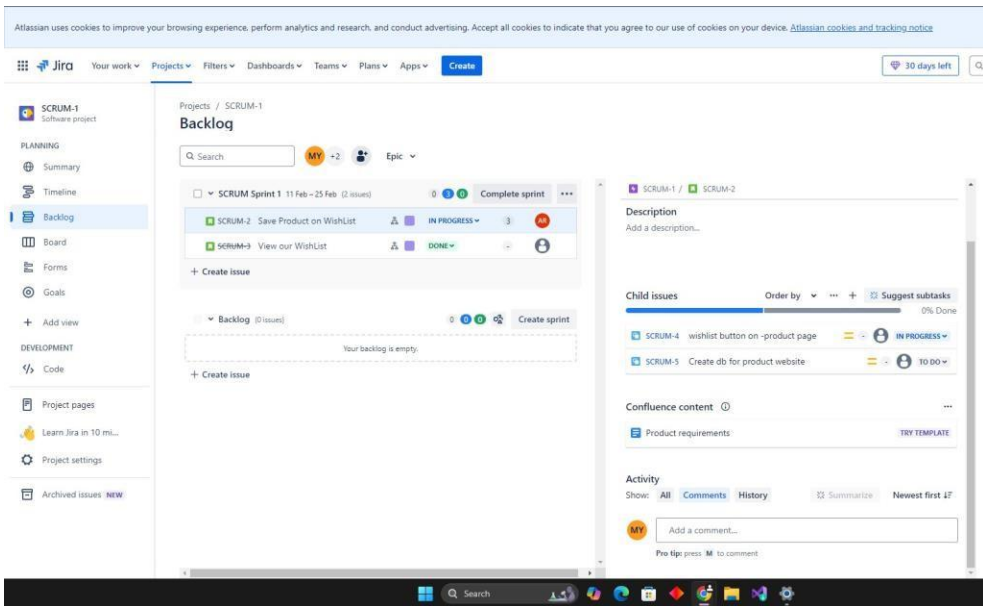 Atlassian uses cookies to improve your browsing experience, perform analytics and research, and conduct advertising. Accept all cookies to indicate that you agree to our use of cookies on your device. Atlassian cookies and tracking notice
Jira Your work Projects Filters Dashboards Teams Plans Apps Create 30 days left
SCRUM-1
Software project
PLANNING
Summary
Timeline
Backlog
Board
Forms
Goals
+ Add view
DEVELOPMENT
Code
Project pages
Learn Jira in 10 mi...
Project settings
Archived issues NEW
Projects / SCRUM-1
Backlog
Search MY +2 Epic
SCRUM Sprint 1 11 Feb – 25 Feb (2 issues) 0 3 0 Complete sprint ...
SCRUM-2 Save Product on WishList IN PROGRESS 3 AR
SCRUM-3 View our WishList DONE -
+ Create issue
Backlog (0 issues) 0 0 0 Create sprint
Your backlog is empty.
+ Create issue
SCRUM-1 / SCRUM-2
Description
Add a description...
Child issues Order by ... + Suggest subtasks
0% Done
SCRUM-4 wishlist button on -product page - IN PROGRESS
SCRUM-5 Create db for product website - TO DO
Confluence content ...
Product requirements TRY TEMPLATE
Activity
Show: All Comments History Summarize Newest first
MY Add a comment...
Pro tip: press M to comment
Search